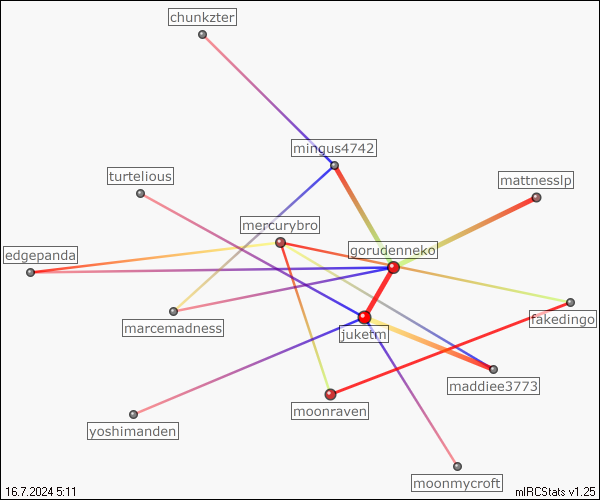 chunkzter
mingus4742
turtelious
mattnesslp
mercurybro
gorudenneko
edgepanda
fakedingo
marcemadness
juketm
maddiee3773
moonraven
yoshimanden
moonmycroft
16.7.2024 5:11
mIRCStats v1.25